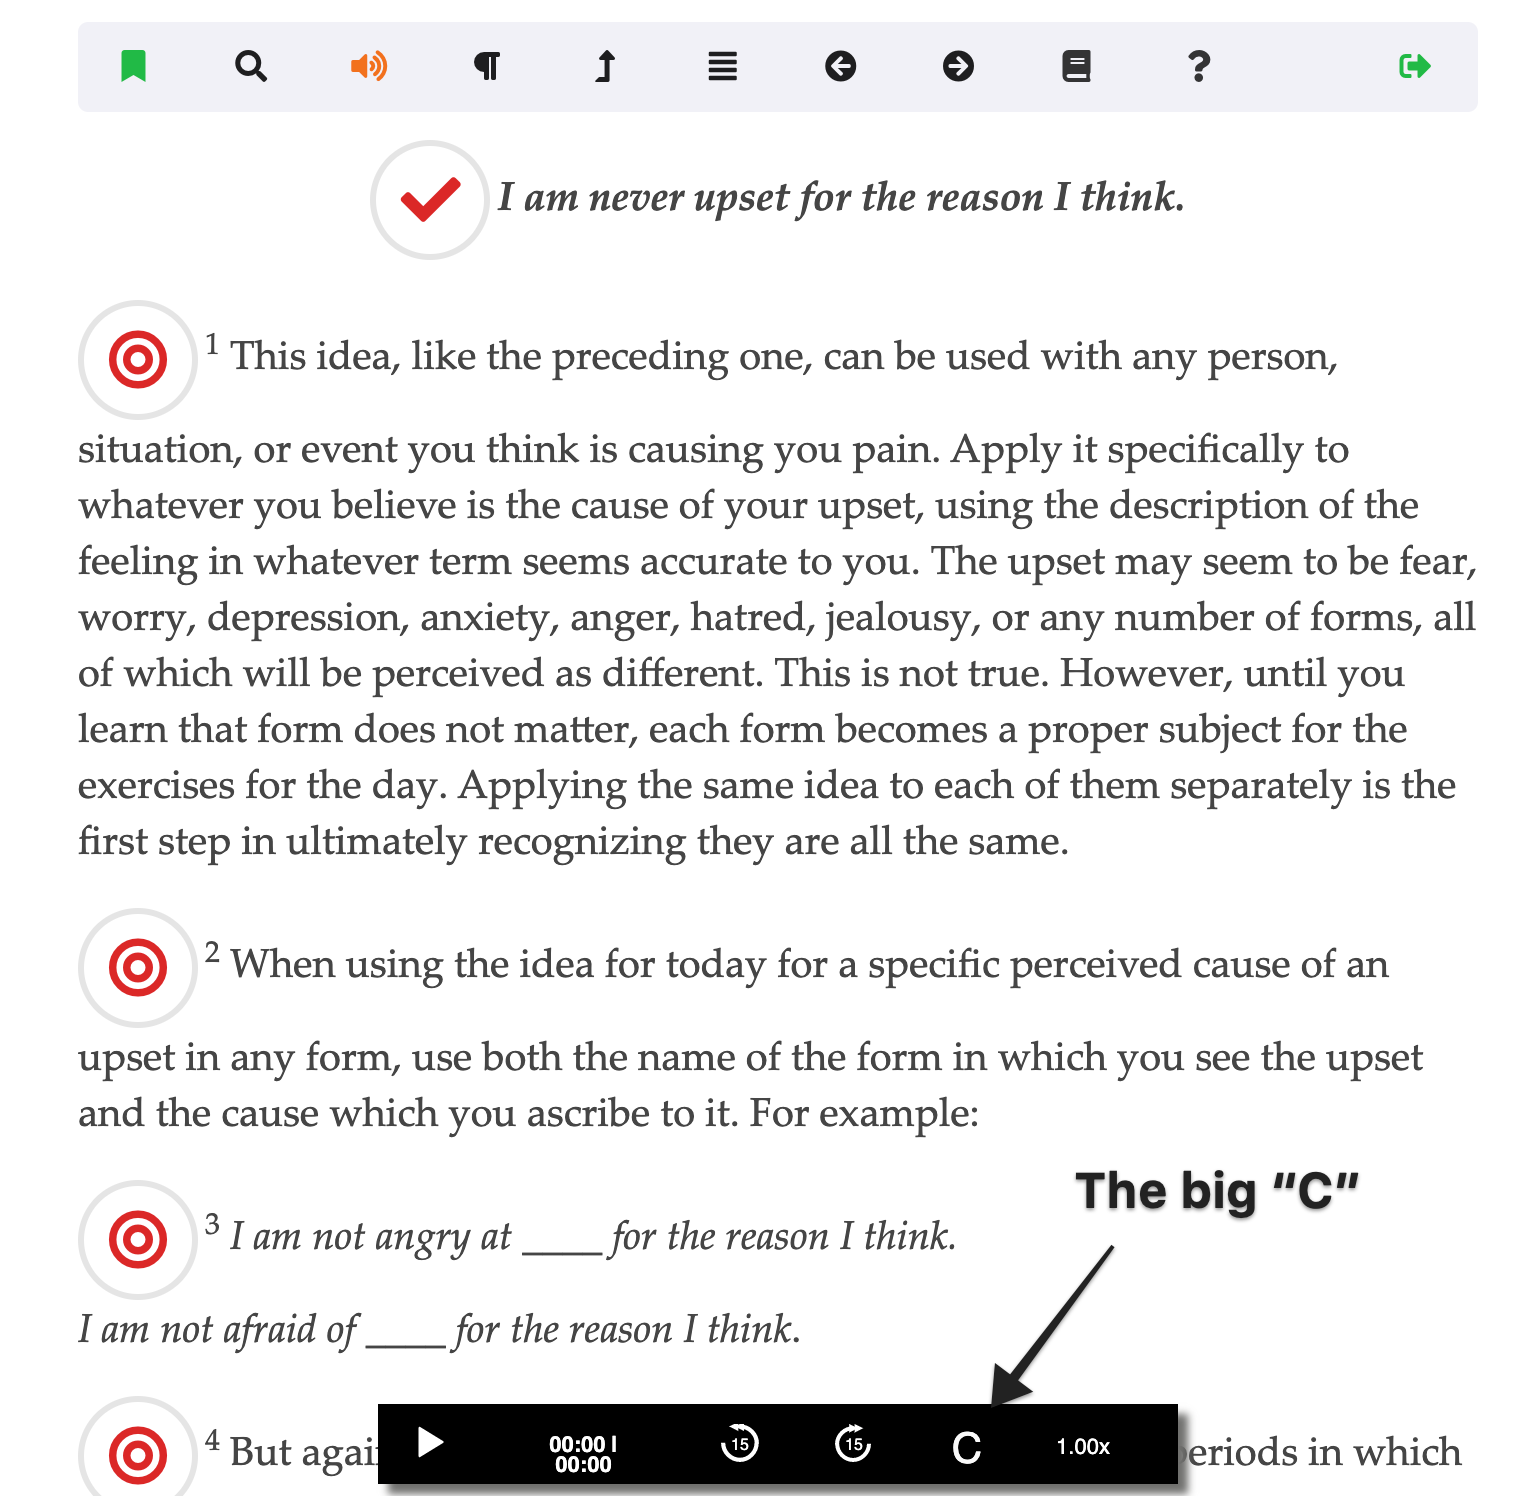 I am never upset for the reason I think.
1 This idea, like the preceding one, can be used with any person,
situation, or event you think is causing you pain. Apply it specifically to
whatever you believe is the cause of your upset, using the description of the
feeling in whatever term seems accurate to you. The upset may seem to be fear,
worry, depression, anxiety, anger, hatred, jealousy, or any number of forms, all
of which will be perceived as different. This is not true. However, until you
learn that form does not matter, each form becomes a proper subject for the
exercises for the day. Applying the same idea to each of them separately is the
first step in ultimately recognizing they are all the same.
2 When using the idea for today for a specific perceived cause of an
upset in any form, use both the name of the form in which you see the upset
and the cause which you ascribe to it. For example:
The big "C"
3 I am not angry at ____ for the reason I think.
I am not afraid of ____ for the reason I think.
4 But again eriods in which
00:00 |
00:00
15
15
C
1.00x